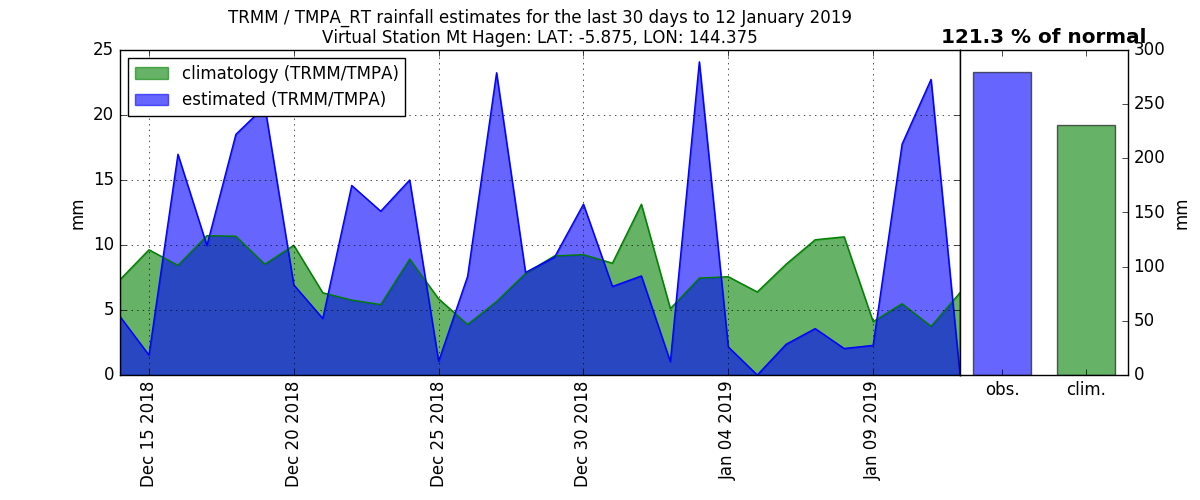 TRMM / TMPA_RT rainfall estimates for the last 30 days to 12 January 2019
Virtual Station Mt Hagen: LAT: -5.875, LON: 144.375
121.3 % of normal
climatology (TRMM/TMPA)
estimated (TRMM/TMPA)
25
20
15
10
5
0
mm
Dec 15 2018
Dec 20 2018
Dec 25 2018
Dec 30 2018
Jan 04 2019
Jan 09 2019
300
250
200
150
100
50
0
mm
obs.
clim.